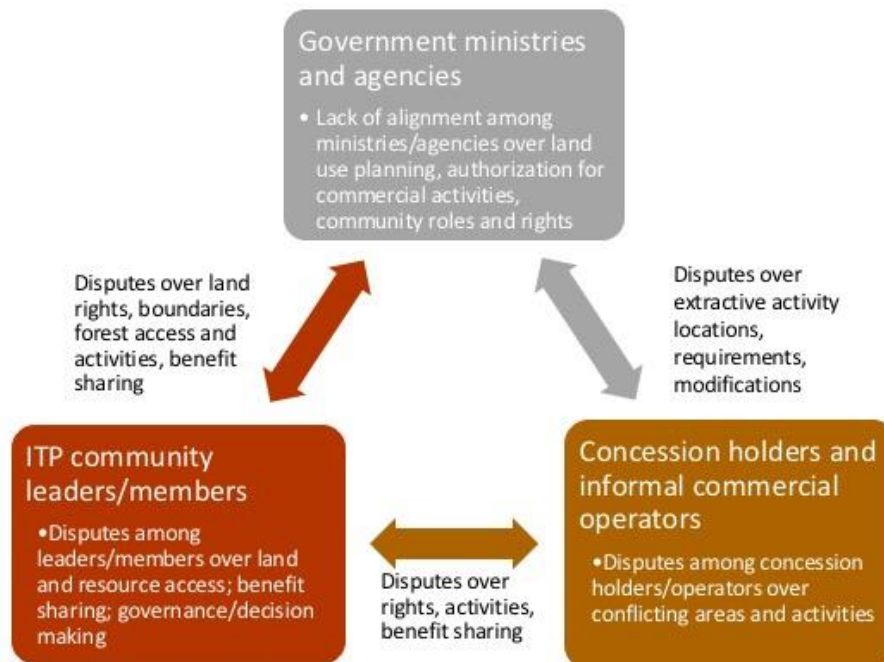 Government ministries
and agencies
• Lack of alignment among
ministries/agencies over land
use planning, authorization for
commercial activities,
community roles and rights
Disputes over land
rights, boundaries,
forest access and
activities, benefit
sharing
Disputes over
extractive activity
locations,
requirements,
modifications
ITP community
leaders/members
•Disputes among
leaders/members over land
and resource access; benefit
sharing; governance/decision
making
Disputes over
rights, activities,
benefit sharing
Concession holders and
informal commercial
operators
•Disputes among concession
holders/operators over
conflicting areas and activities